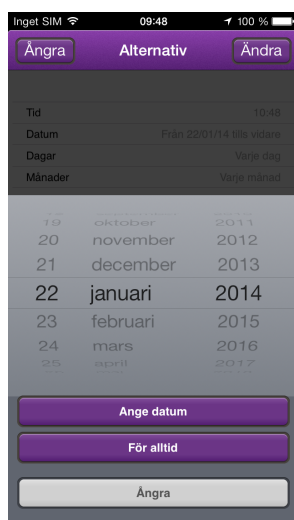 Inget SIM 09:48 100 %
Ångra Alternativ Ändra
Tid 10:48
Datum Från 22/01/14 tills vidare
Dagar Varje dag
Månader Varje månad
19 oktober 2011
20 november 2012
21 december 2013
22 januari 2014
23 februari 2015
24 mars 2016
25 april 2017
Ange datum
För alltid
Ångra